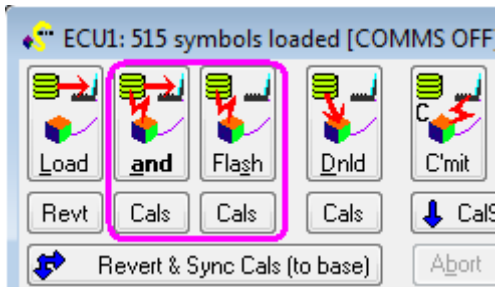 ECU1: 515 symbols loaded [COMMS OFF]
Load and Flash Dnld C C'mit
Revt Cals Cals Cals CalS
Revert & Sync Cals (to base) Abort